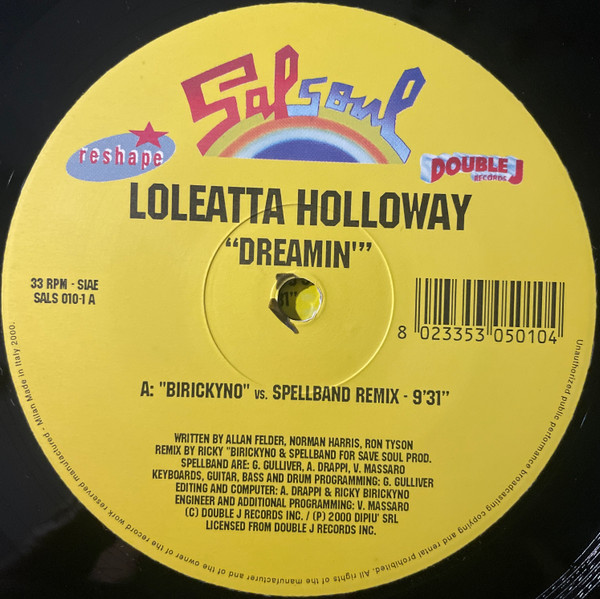 Salsoul
reshape
DOUBLE J
RECORDS
LOLEATTA HOLLOWAY
“DREAMIN'”
33 RPM - SIAE
SALS 010-1 A
8 023353 050104
A: "BIRICKYNO" vs. SPELLBAND REMIX - 9’31”
WRITTEN BY ALLAN FELDER, NORMAN HARRIS, RON TYSON
REMIX BY RICKY "BIRICKYNO & SPELLBAND FOR SAVE SOUL PROD.
SPELLBAND ARE: G. GULLIVER, A. DRAPPI, V. MASSARO
KEYBOARDS, GUITAR, BASS AND DRUM PROGRAMMING: G. GULLIVER
EDITING AND COMPUTER: A. DRAPPI & RICKY BIRICKYNO
ENGINEER AND ADDITIONAL PROGRAMMING: V. MASSARO
(C) DOUBLE J RECORDS INC. / (P) 2000 DIPIU' SRL
LICENSED FROM DOUBLE J RECORDS INC.
Unauthorized public performance broadcasting copying and rental prohibited. All rights of the manufacturer and of the owner of the record work reserved manufactured - Milan Made in Italy 2000.